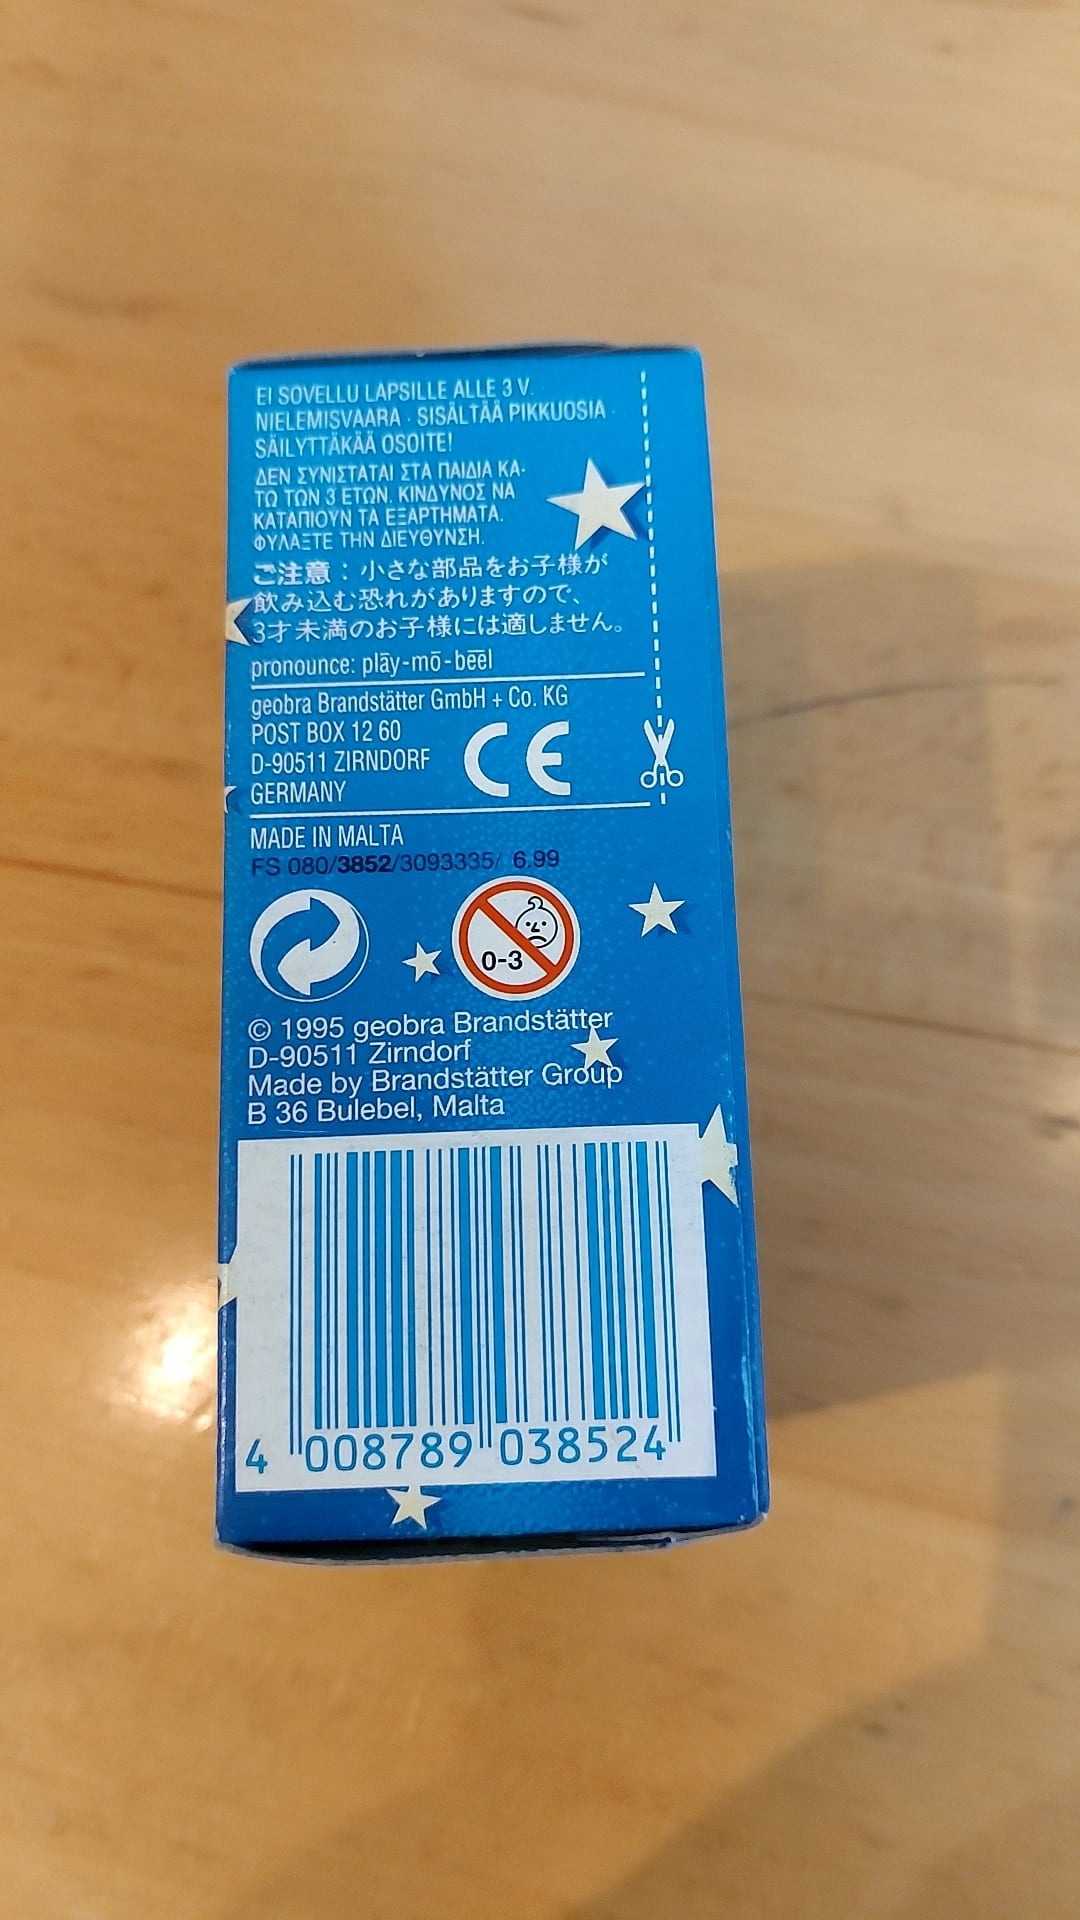 EI SOVELLU LAPSILLE ALLE 3 V.
NIELEMISVAARA · SISÄLTÄÄ PIKKUOSIA ·
SÄILYTTÄKÄÄ OSOITE!
ΔΕΝ ΣΥΝΙΣΤΑΤΑΙ ΣΤΑ ΠΑΙΔΙΑ ΚΑ-
ΤΩ ΤΩΝ 3 ΕΤΩΝ. ΚΙΝΔΥΝΟΣ ΝΑ
ΚΑΤΑΠΙΟΥΝ ΤΑ ΕΞΑΡΤΗΜΑΤΑ.
ΦΥΛΑΞΤΕ ΤΗΝ ΔΙΕΥΘΥΝΣΗ.
ご注意：小さな部品をお子様が
飲み込む恐れがありますので、
3才未満のお子様には適しません。
pronounce: plāy-mō-bēēl
geobra Brandstätter GmbH + Co. KG
POST BOX 12 60
D-90511 ZIRNDORF
GERMANY
CE
MADE IN MALTA
FS 080/3852/3093335/ 6.99
0-3
© 1995 geobra Brandstätter
D-90511 Zirndorf
Made by Brandstätter Group
B 36 Bulebel, Malta
4 008789 038524